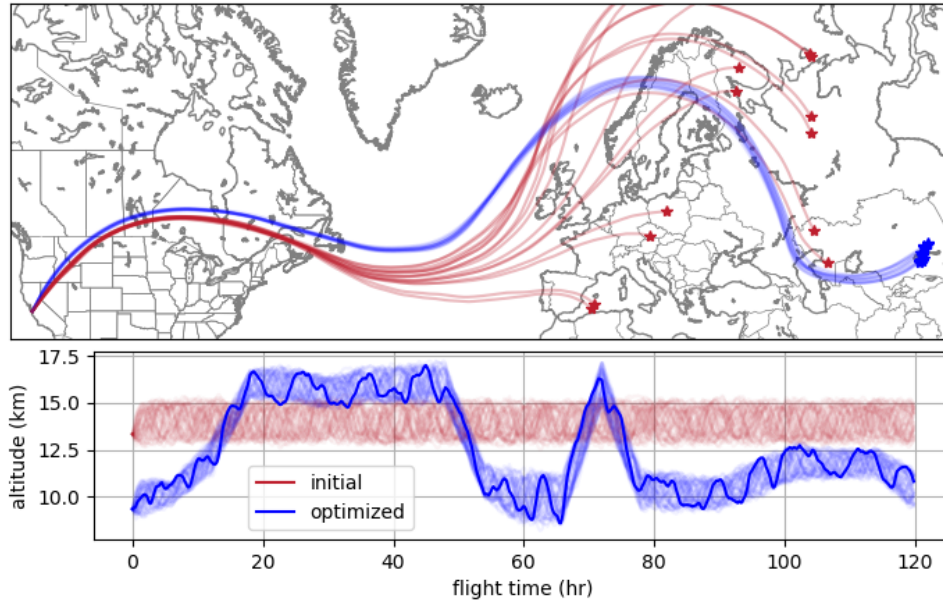 17.5
15.0
12.5
10.0
altitude (km)
initial
optimized
0 20 40 60 80 100 120
flight time (hr)